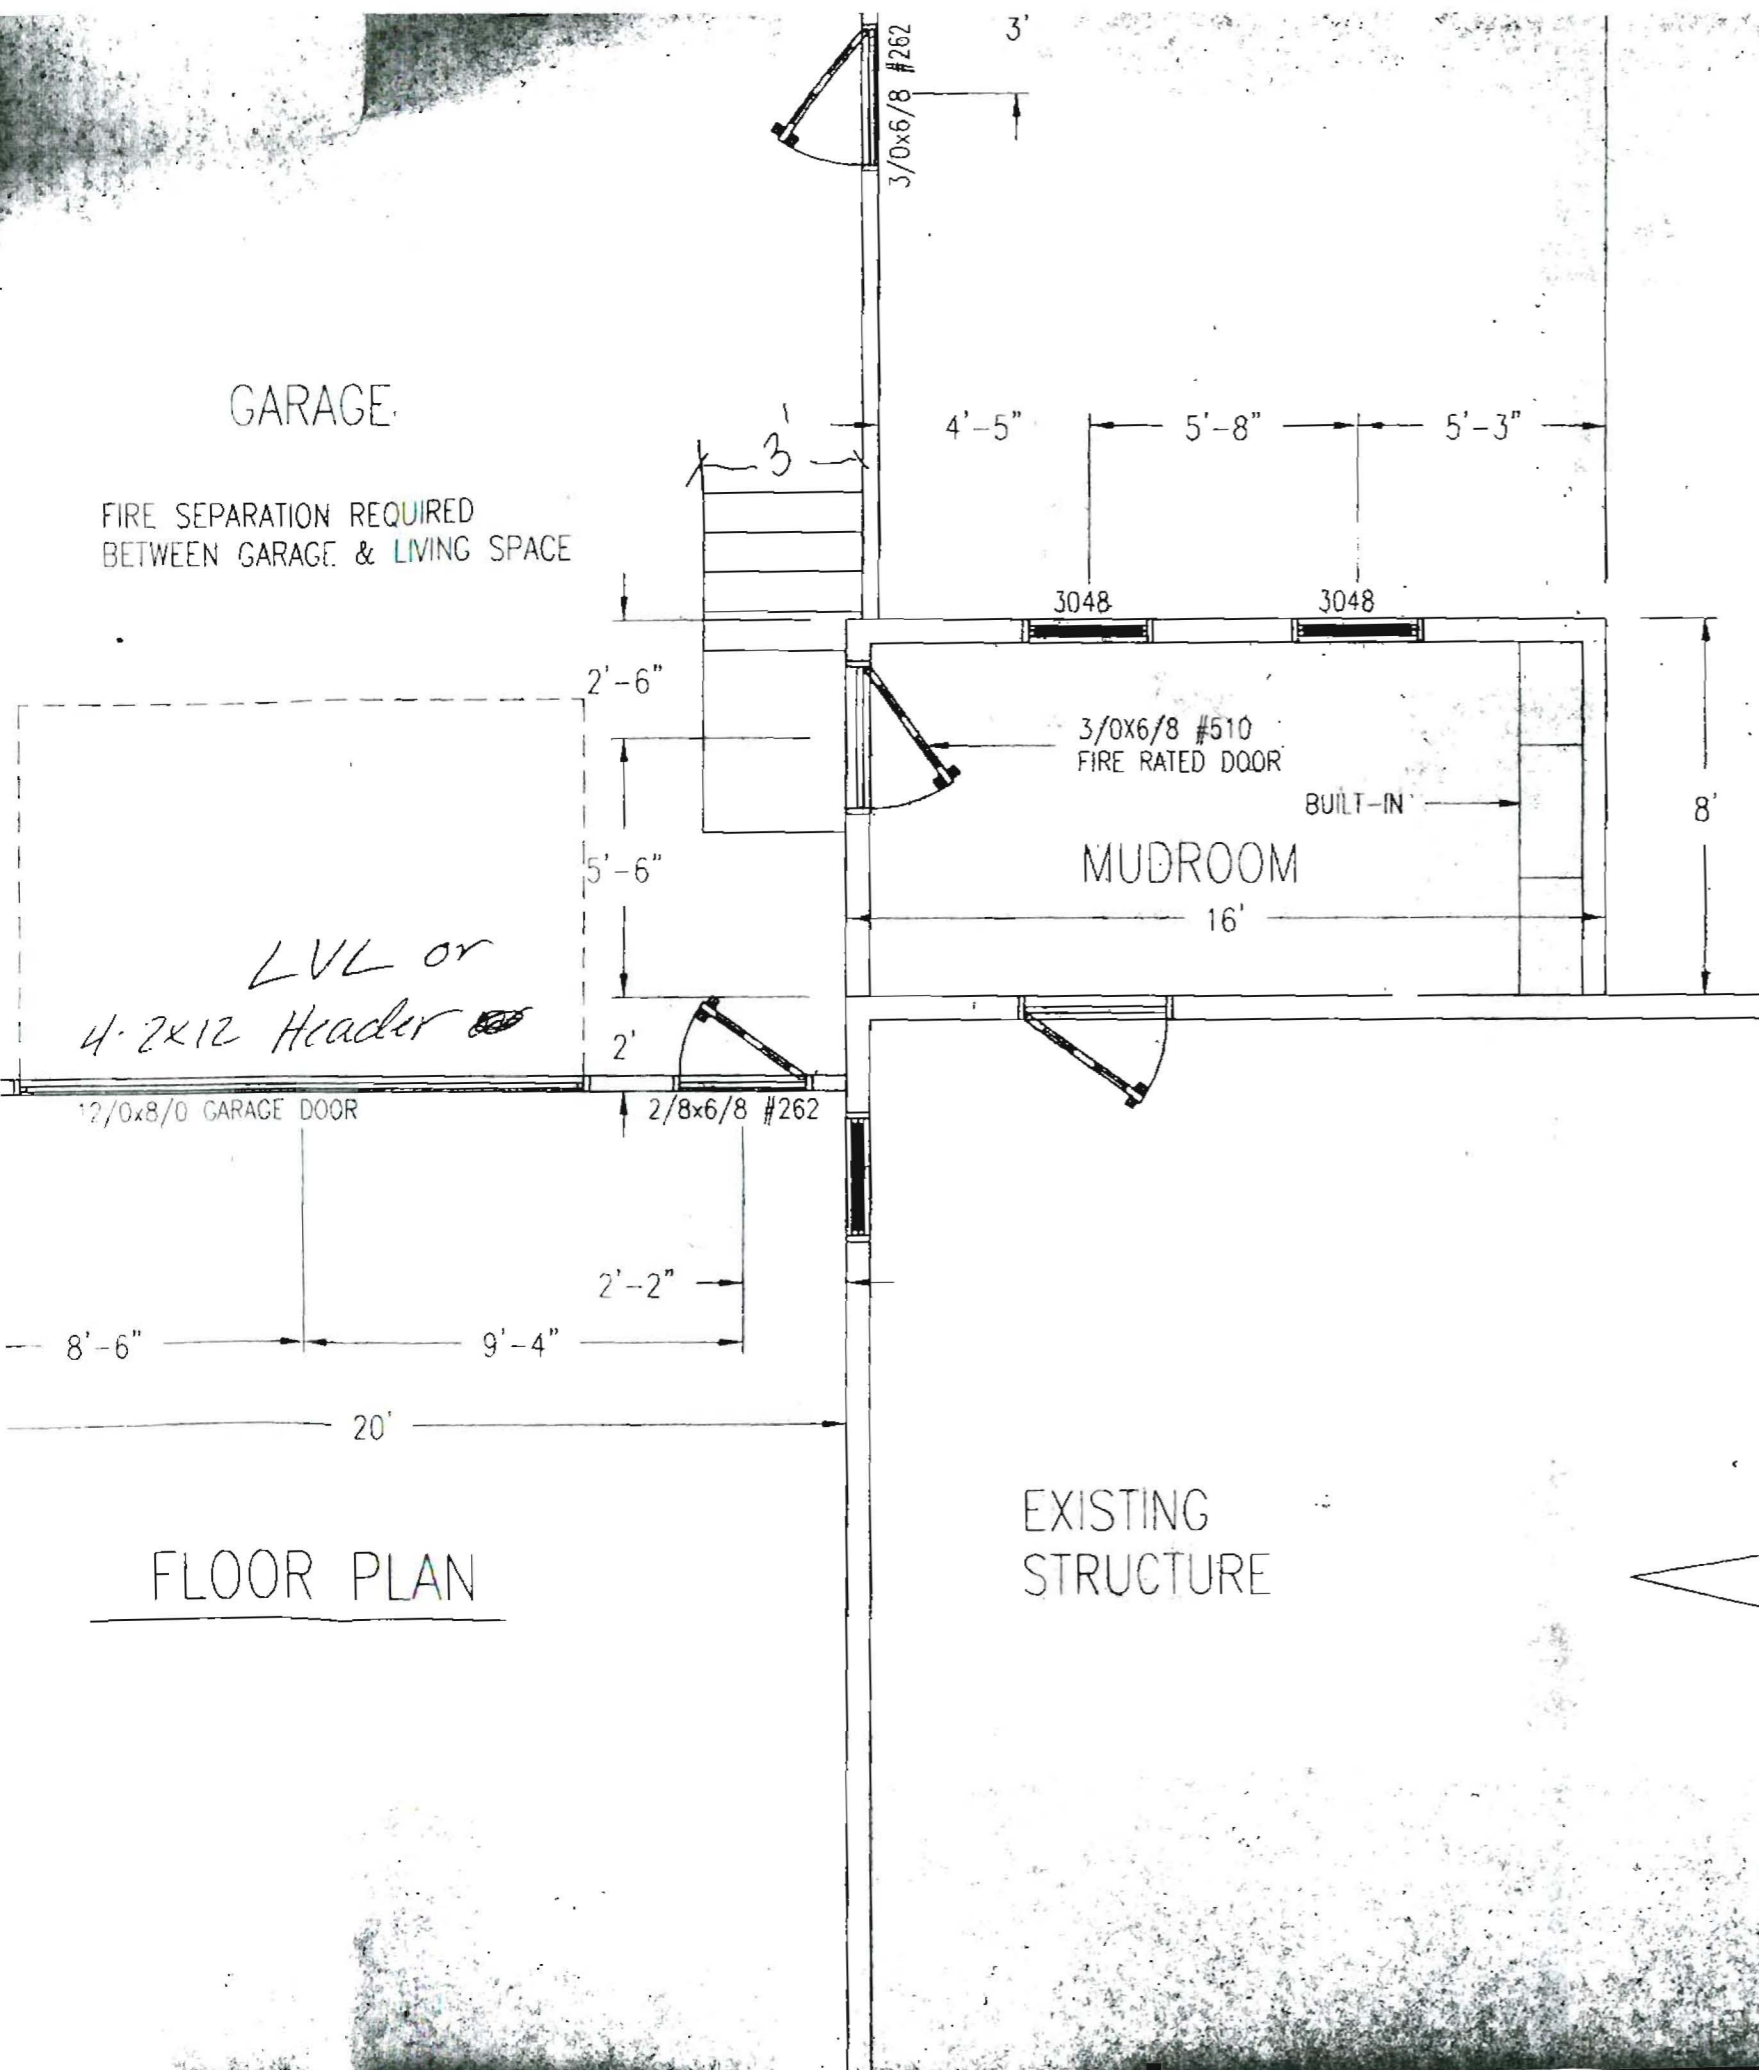 3'
3/0x6/8 #262
GARAGE
FIRE SEPARATION REQUIRED
BETWEEN GARAGE & LIVING SPACE
3'
4'-5"
5'-8"
5'-3"
3048
3048
2'-6"
3/0X6/8 #510
FIRE RATED DOOR
BUILT-IN
8'
5'-6"
MUDROOM
16'
LVL or
4-2x12 Header
2'
12/0x8/0 GARAGE DOOR
2/8x6/8 #262
2'-2"
8'-6"
9'-4"
20'
EXISTING
STRUCTURE
FLOOR PLAN